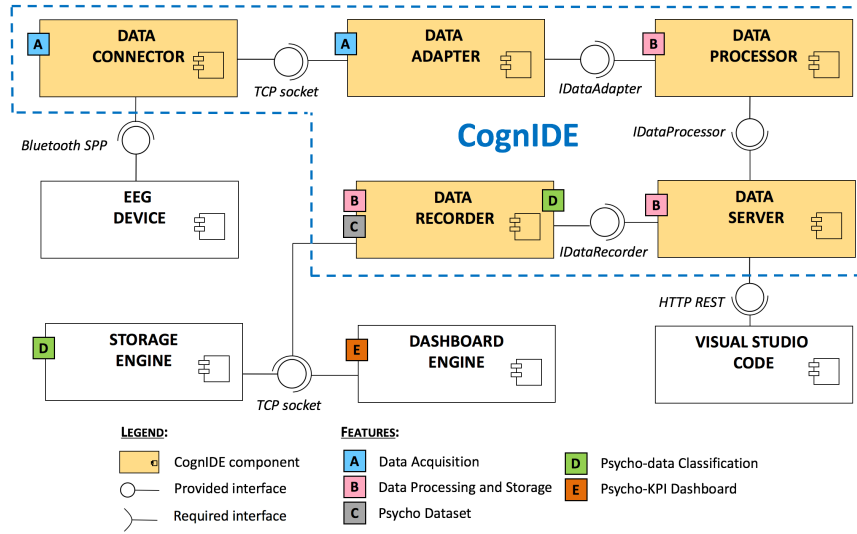 A
DATA
CONNECTOR
TCP socket
A
DATA
ADAPTER
IDataAdapter
B
DATA
PROCESSOR
Bluetooth SPP
CognIDE
IDataProcessor
EEG
DEVICE
B
C
DATA
RECORDER
D
IDataRecorder
B
DATA
SERVER
HTTP REST
D
STORAGE
ENGINE
TCP socket
E
DASHBOARD
ENGINE
VISUAL STUDIO
CODE
LEGEND:
CognIDE component
Provided interface
Required interface
FEATURES:
A Data Acquisition
B Data Processing and Storage
C Psycho Dataset
D Psycho-data Classification
E Psycho-KPI Dashboard